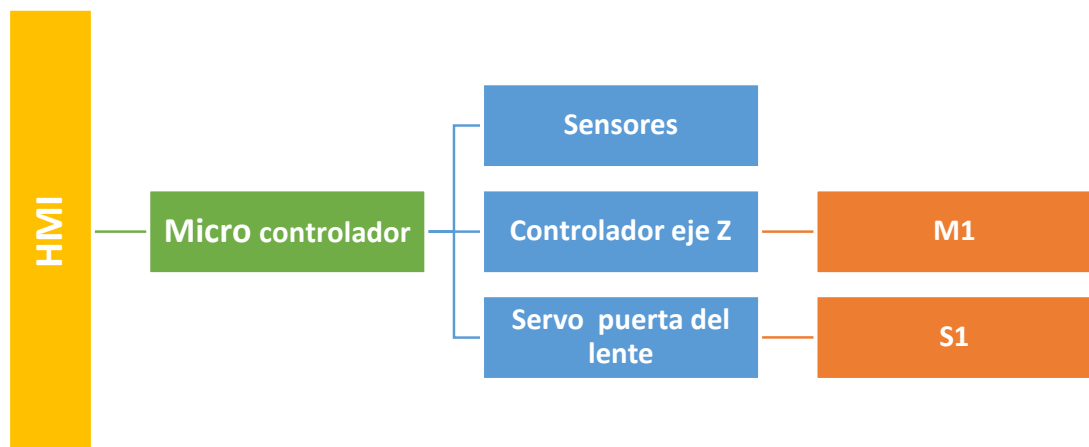 HMI
Micro controlador
Sensores
Controlador eje Z
M1
Servo puerta del
lente
S1